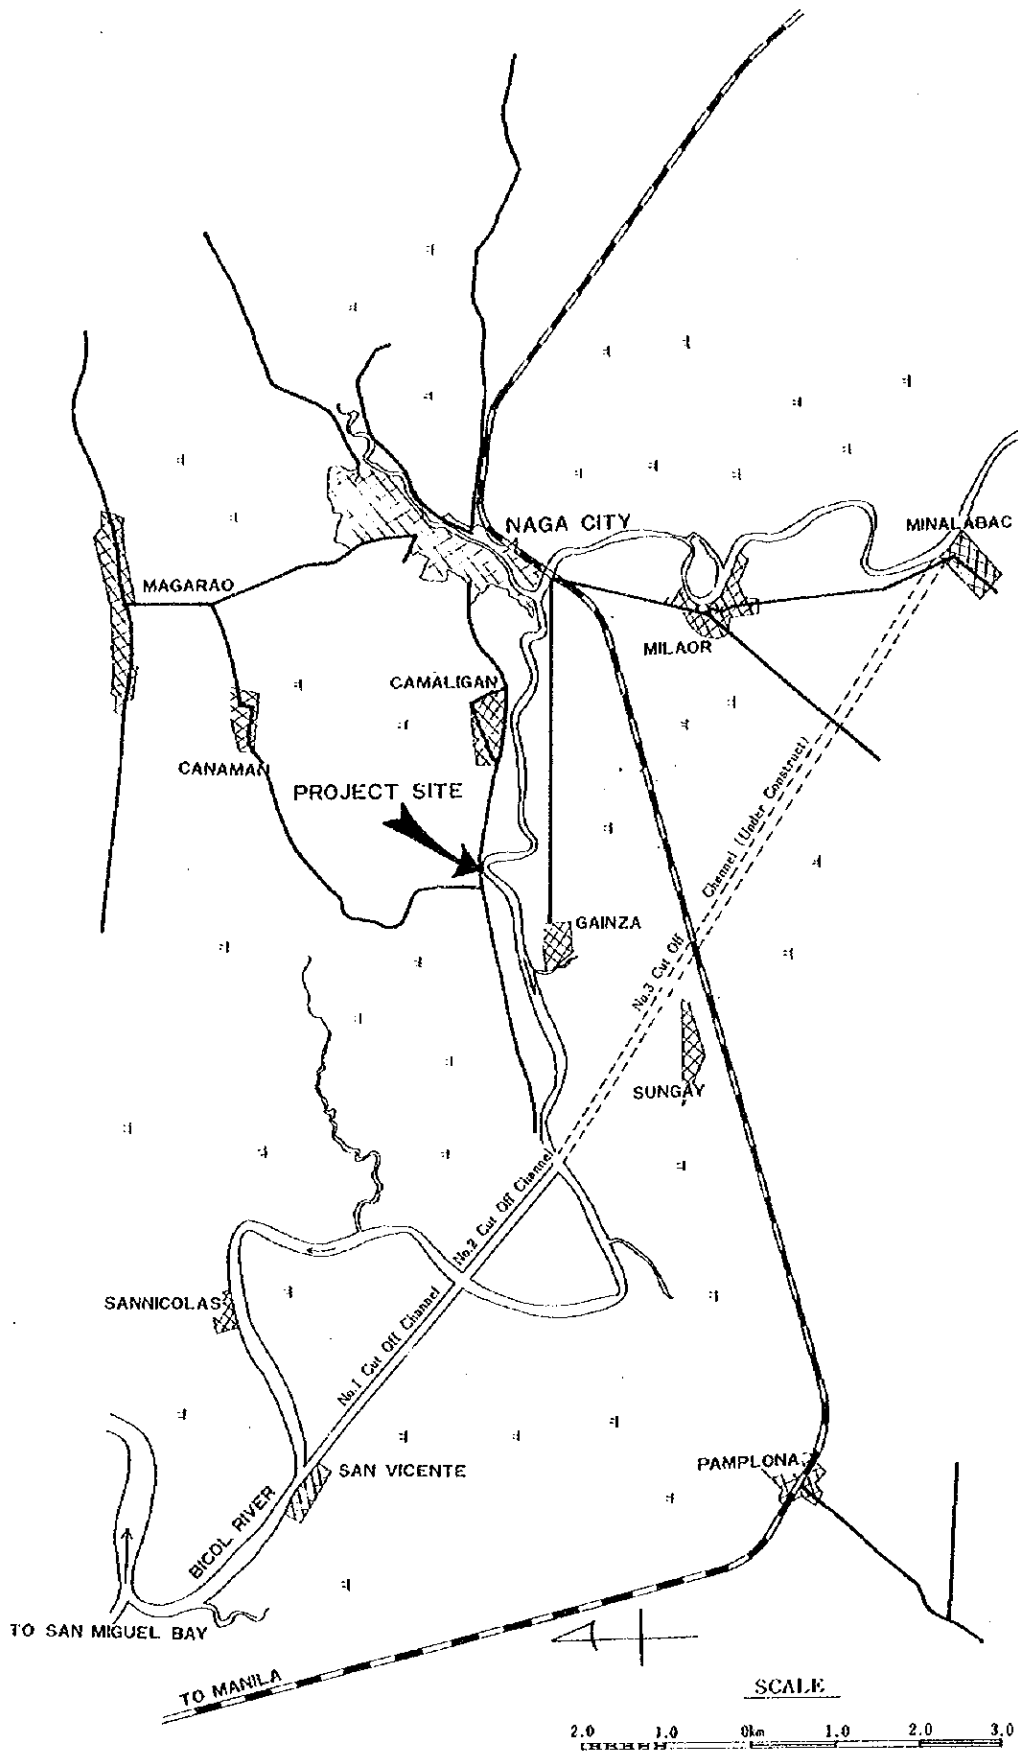 NAGA CITY
MINALABAC
MAGARAO
MILAOR
CAMALIGAN
CANAMAN
PROJECT SITE
GAINZA
No.3 Cut Off Channel (Under Construct)
SUNGAY
No.2 Cut Off Channel
SANNICOLAS
No.1 Cut Off Channel
SAN VICENTE
PAMPLONA
BICOL RIVER
TO SAN MIGUEL BAY
TO MANILA
SCALE
2.0 1.0 0km 1.0 2.0 3.0